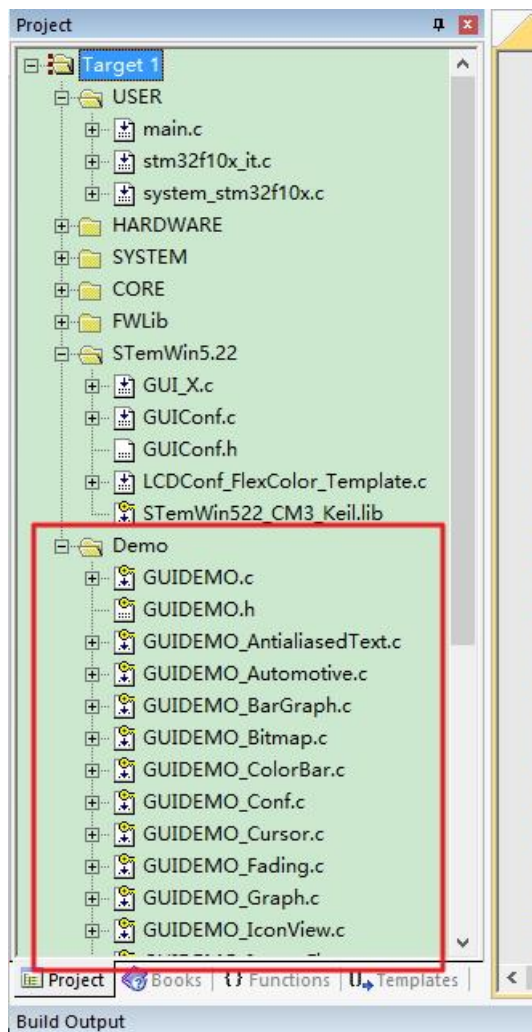 Project
Target 1
USER
main.c
stm32f10x_it.c
system_stm32f10x.c
HARDWARE
SYSTEM
CORE
FWLib
STemWin5.22
GUI_X.c
GUIConf.c
GUIConf.h
LCDConf_FlexColor_Template.c
STemWin522_CM3_Keil.lib
Demo
GUIDEMO.c
GUIDEMO.h
GUIDEMO_AntialiasedText.c
GUIDEMO_Automotive.c
GUIDEMO_BarGraph.c
GUIDEMO_Bitmap.c
GUIDEMO_ColorBar.c
GUIDEMO_Conf.c
GUIDEMO_Cursor.c
GUIDEMO_Fading.c
GUIDEMO_Graph.c
GUIDEMO_IconView.c
Project Books {} Functions Templates
Build Output